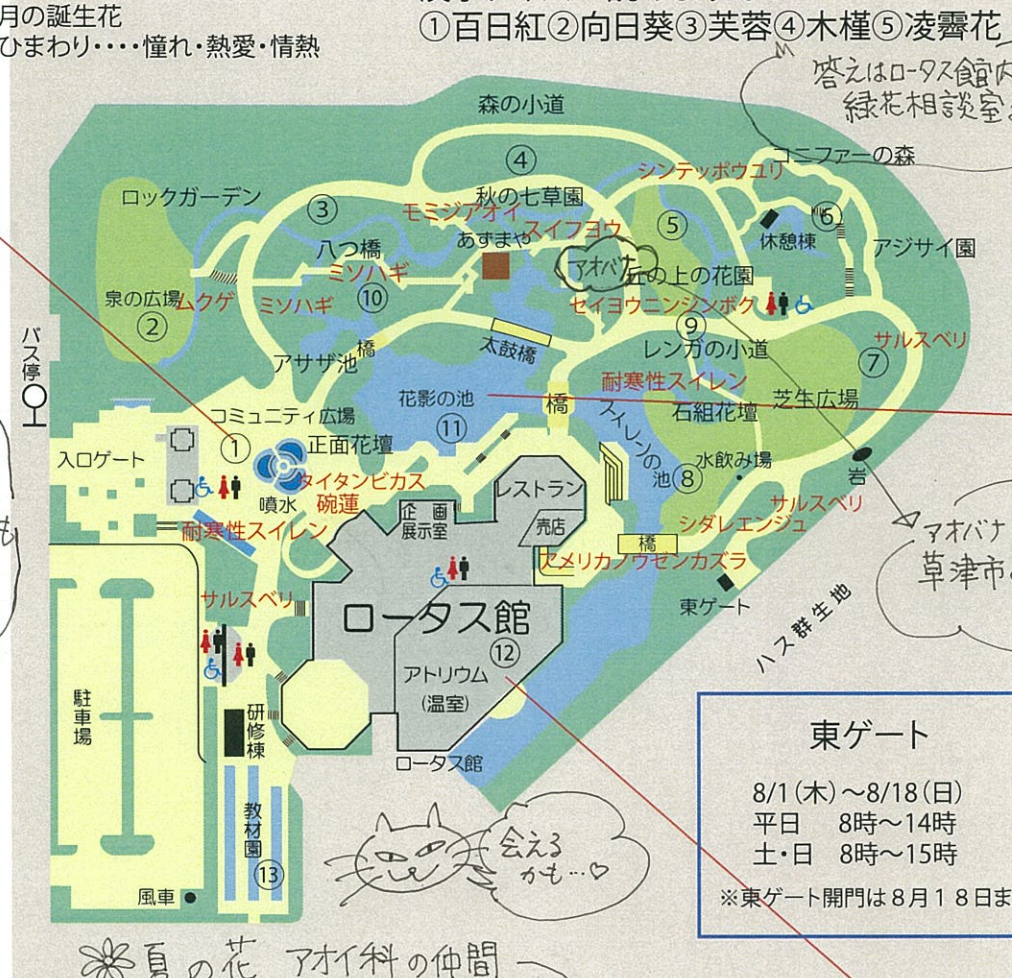 月の誕生花
ひまわり‥‥憧れ・熱愛・情熱
①百日紅②向日葵③芙蓉④木槿⑤凌霄花
答えはロータス館内
緑花相談室
森の小道
④
コニファーの森
シンテッポウユリ
ロックガーデン
③
秋の七草園
モミジアオイ
スイフヨウ
⑤
⑥
八つ橋
あずまや
休憩棟
アジサイ園
ミソハギ
アオバナ
丘の上の花園
泉の広場
ムクゲ
ミソハギ
⑩
セイヨウニンジンボク
②
⑨
バス停
アサザ池
橋
太鼓橋
レンガの小道
サルスベリ
⑦
耐寒性スイレン
花影の池
橋
スイレンの池
石組花壇
芝生広場
コミュニティ広場
①
正面花壇
⑪
入口ゲート
水飲み場
⑧
岩
噴水
タイタンビカス
碗蓮
レストラン
サルスベリ
耐寒性スイレン
企画
展示室
売店
シダレエンジュ
アオバナ
草津市
も
橋
アメリカノウゼンカズラ
サルスベリ
東ゲート
ハス群生地
ロータス館
⑫
アトリウム
(温室)
駐車場
研修棟
ロータス館
東ゲート
8/1(木)～8/18(日)
平日 8時～14時
土・日 8時～15時
※東ゲート開門は8月18日ま
教材園
⑬
会える
かも…♡
風車
夏の花 アオイ科の仲間